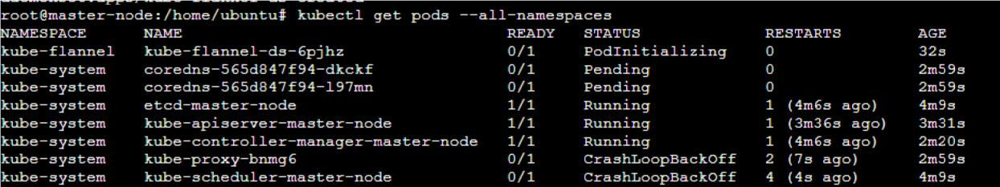 root@master-node:/home/ubuntu# kubectl get pods --all-namespaces
NAMESPACE NAME READY STATUS RESTARTS AGE
kube-flannel kube-flannel-ds-6pjhz 0/1 PodInitializing 0 32s
kube-system coredns-565d847f94-dkckf 0/1 Pending 0 2m59s
kube-system coredns-565d847f94-l97mn 0/1 Pending 0 2m59s
kube-system etcd-master-node 1/1 Running 1 (4m6s ago) 4m9s
kube-system kube-apiserver-master-node 1/1 Running 1 (3m36s ago) 3m31s
kube-system kube-controller-manager-master-node 1/1 Running 1 (4m6s ago) 2m20s
kube-system kube-proxy-bnmg6 0/1 CrashLoopBackOff 2 (7s ago) 2m59s
kube-system kube-scheduler-master-node 0/1 CrashLoopBackOff 4 (4s ago) 4m9s